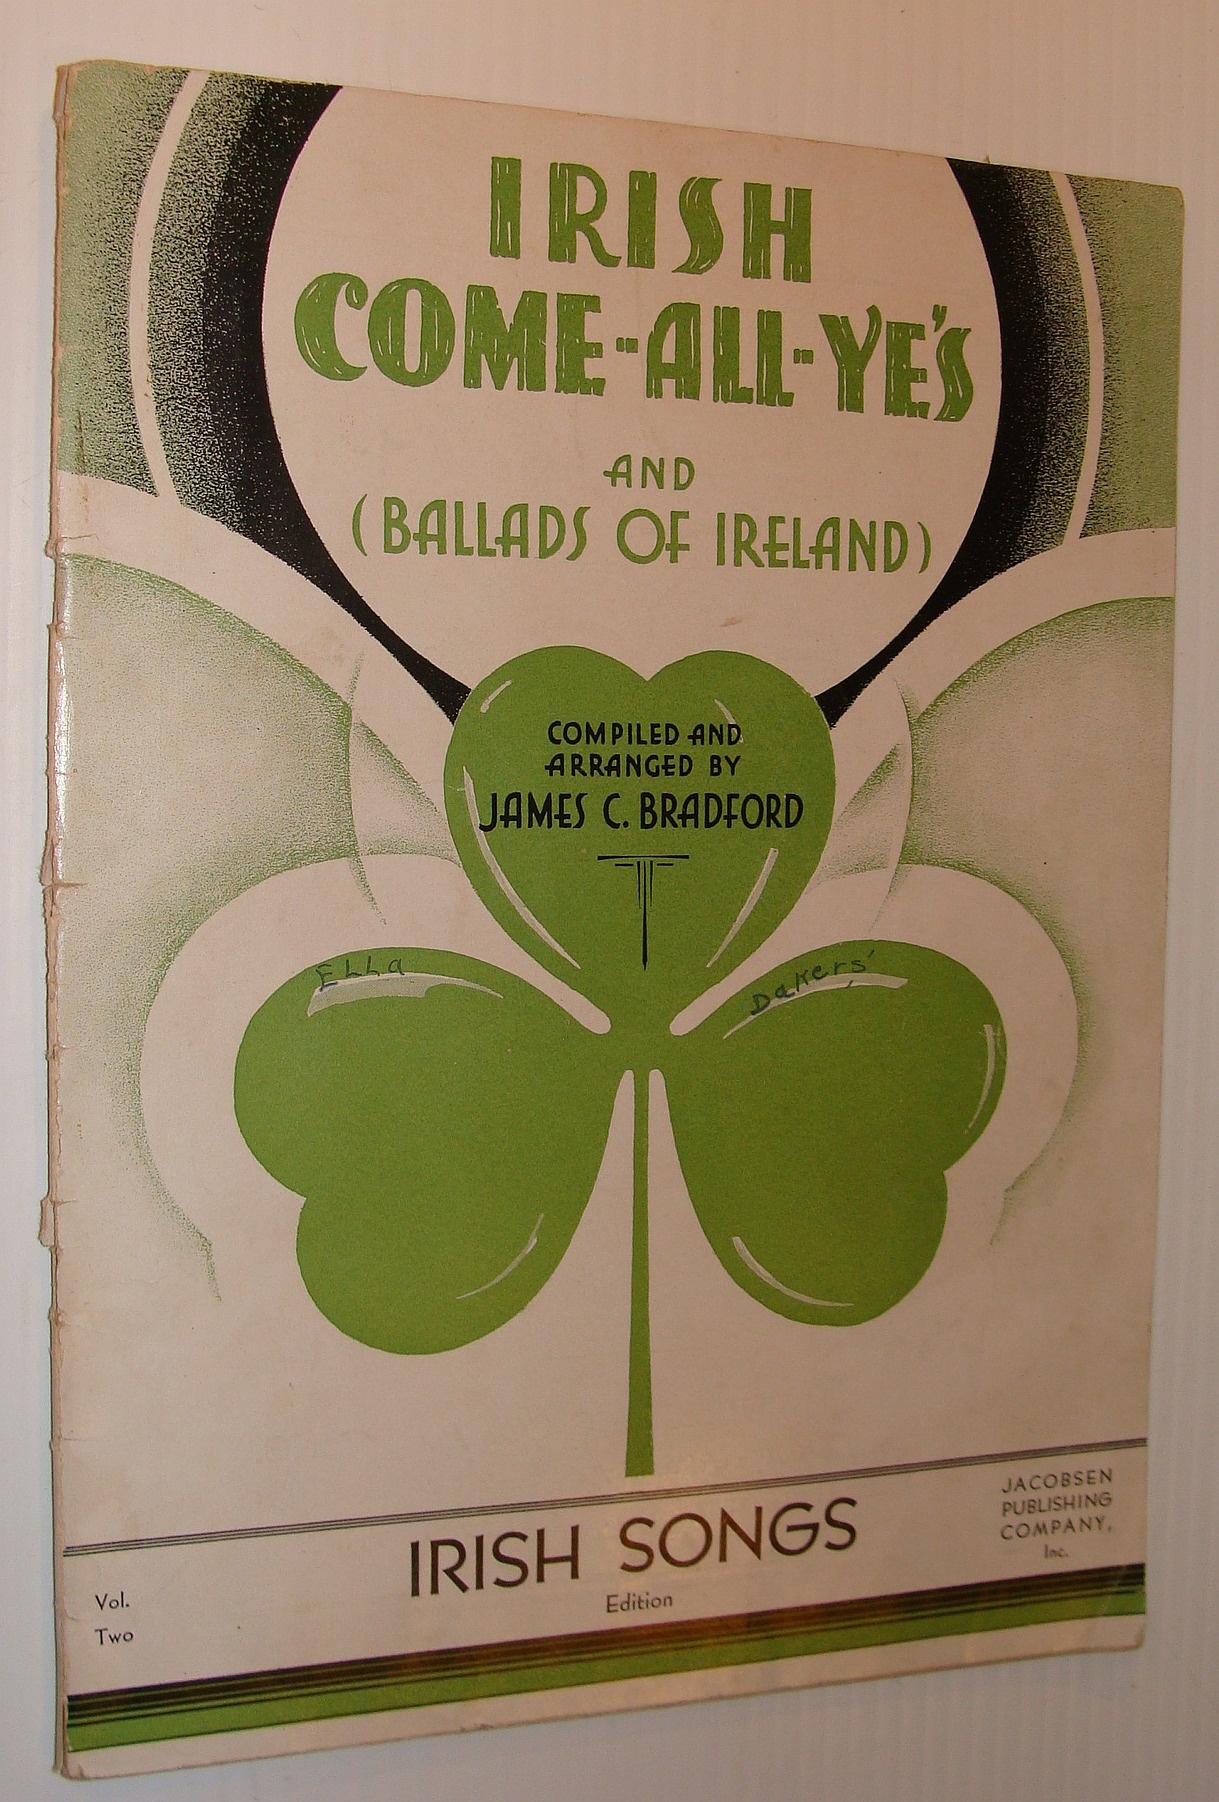 IRISH
COME-ALL-YE'S
AND
(BALLADS OF IRELAND)
COMPILED AND
ARRANGED BY
JAMES C. BRADFORD
Ella
Dakers'
JACOBSEN
PUBLISHING
COMPANY,
Inc.
IRISH SONGS
Edition
Vol.
Two